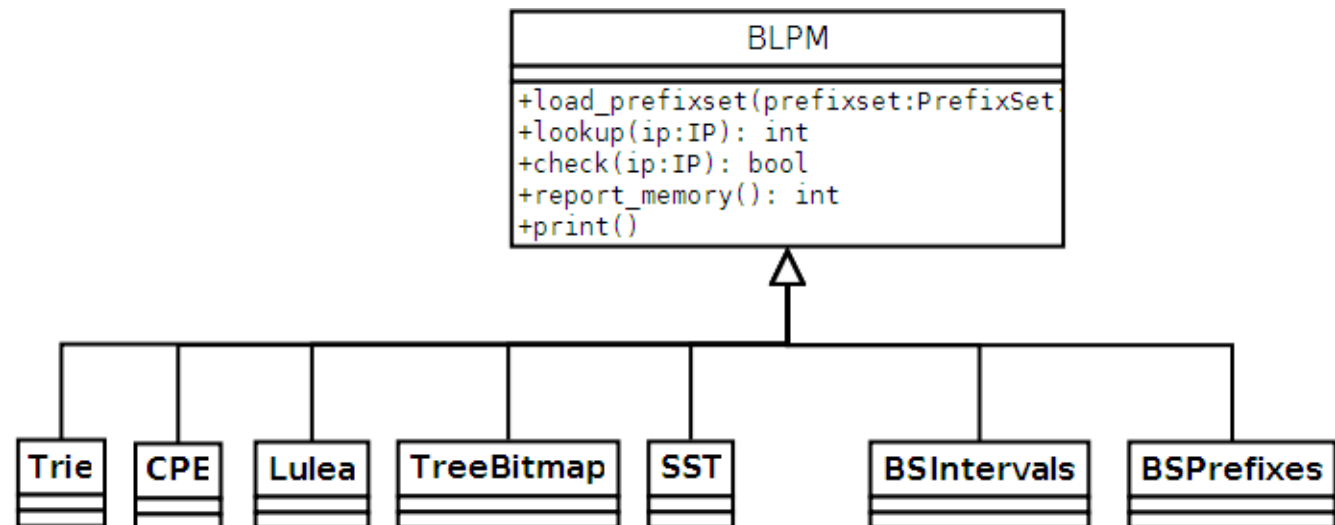 BLPM
+load_prefixset(prefixset:PrefixSet)
+lookup(ip:IP): int
+check(ip:IP): bool
+report_memory(): int
+print()
Trie CPE Lulea TreeBitmap SST BSIntervals BSPrefixes